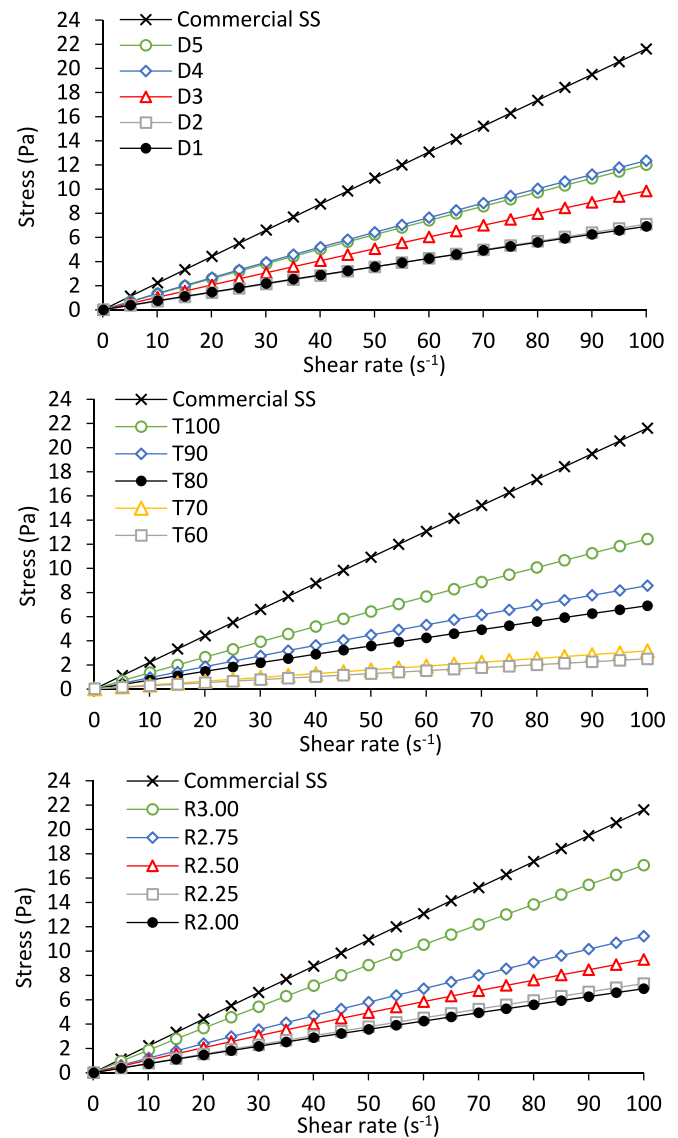 24
22
20
18
16
14
12
10
8
6
4
2
0
Stress (Pa)
Commercial SS
D5
D4
D3
D2
D1
0 10 20 30 40 50 60 70 80 90 100
Shear rate (s-1)
24
22
20
18
16
14
12
10
8
6
4
2
0
Stress (Pa)
Commercial SS
T100
T90
T80
T70
T60
0 10 20 30 40 50 60 70 80 90 100
Shear rate (s-1)
24
22
20
18
16
14
12
10
8
6
4
2
0
Stress (Pa)
Commercial SS
R3.00
R2.75
R2.50
R2.25
R2.00
0 10 20 30 40 50 60 70 80 90 100
Shear rate (s-1)